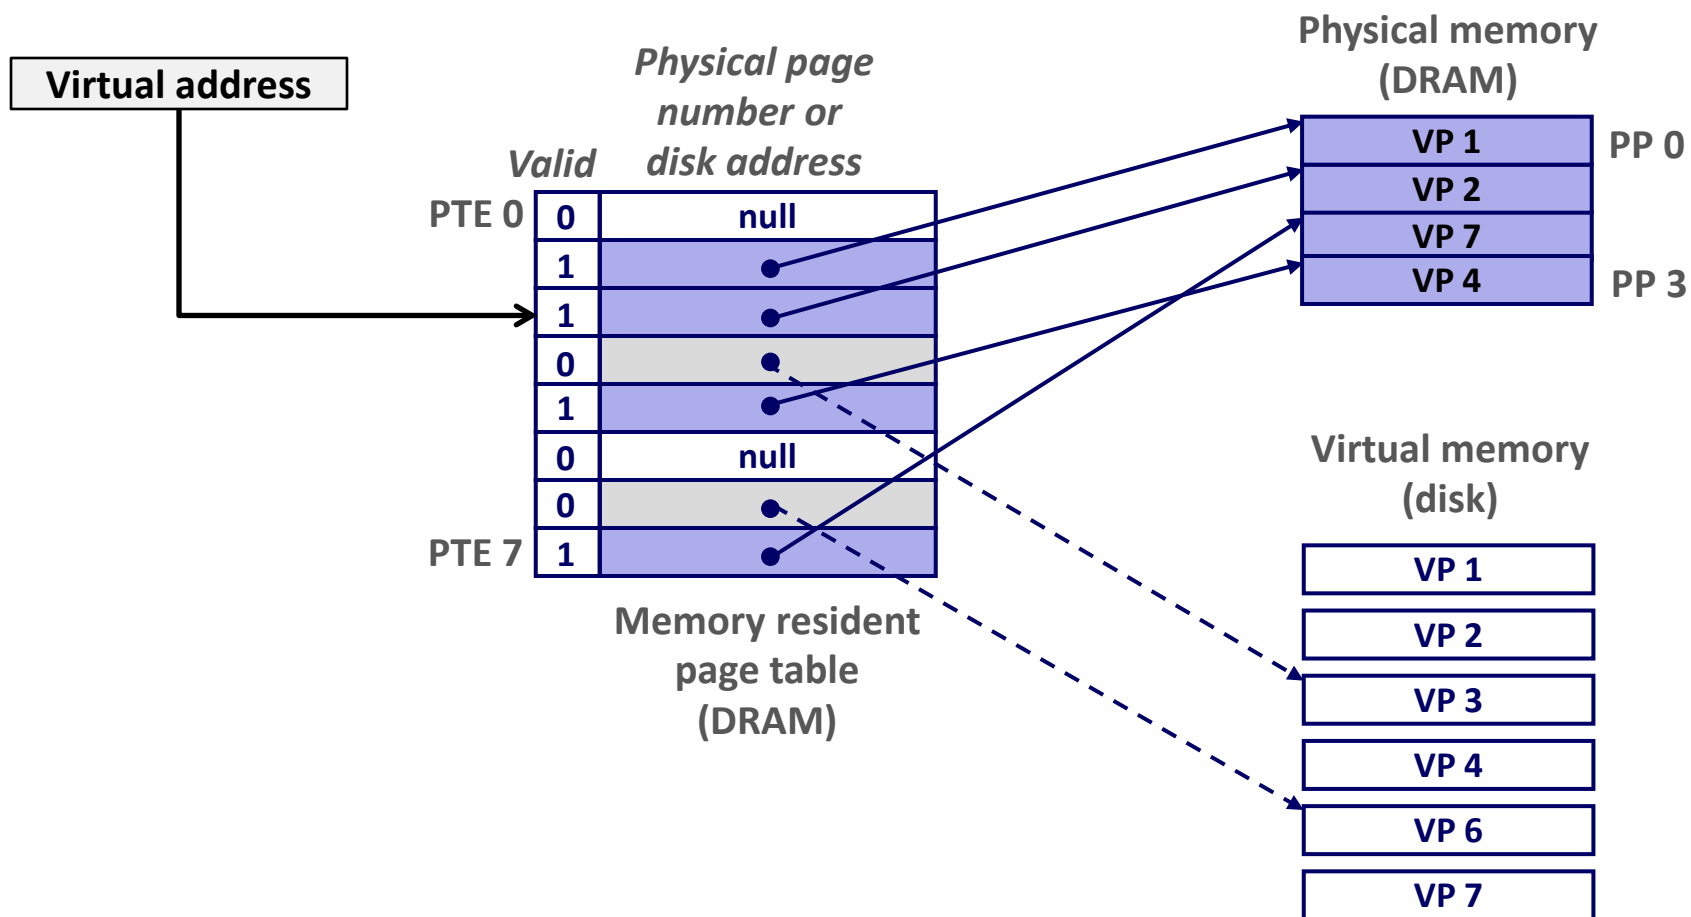 Virtual address
Physical page
number or
disk address
Valid
PTE 0
0
null
1
1
0
1
0
null
0
PTE 7
1
Memory resident
page table
(DRAM)
Physical memory
(DRAM)
VP 1
PP 0
VP 2
VP 7
VP 4
PP 3
Virtual memory
(disk)
VP 1
VP 2
VP 3
VP 4
VP 6
VP 7